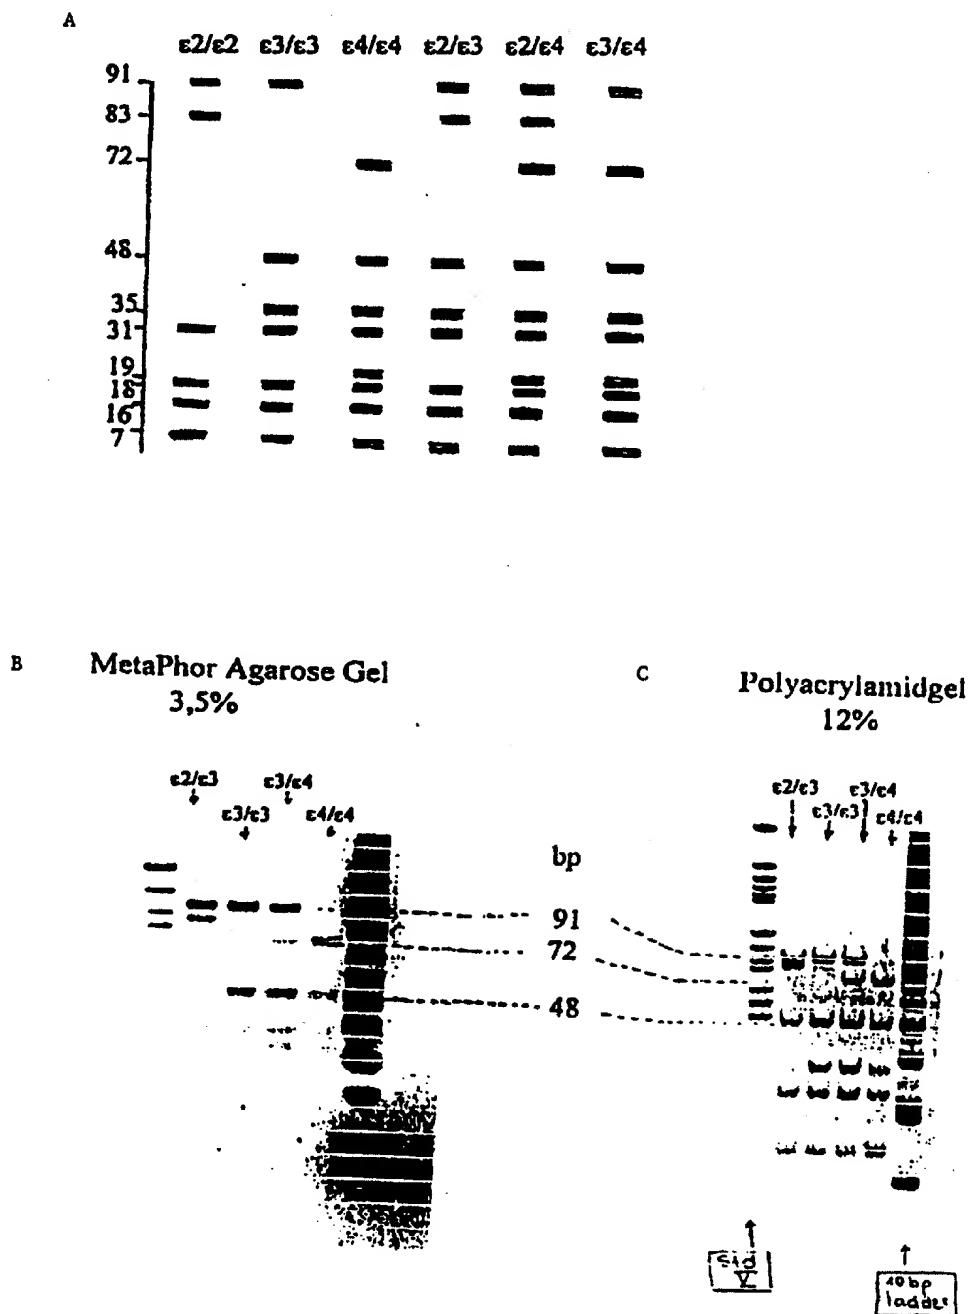 A
ε2/ε2 ε3/ε3 ε4/ε4 ε2/ε3 ε2/ε4 ε3/ε4
91
83
72
48
35
31
19
18
16
7
B
MetaPhor Agarose Gel
3,5%
ε2/ε3 ε3/ε4
ε3/ε3 ε4/ε4
bp
91
72
48
C
Polyacrylamidgel
12%
ε2/ε3 ε3/ε4
ε3/ε3 ε4/ε4
Std
V
10 bp
ladder